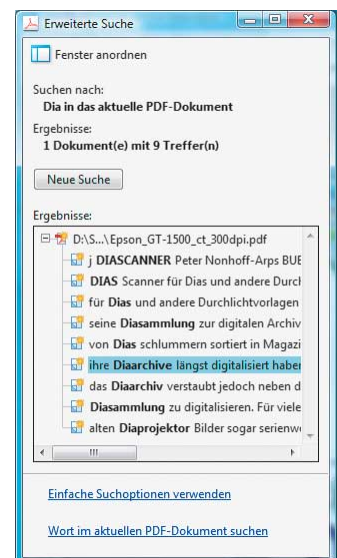 Erweiterte Suche
Fenster anordnen
Suchen nach:
Dia in das aktuelle PDF-Dokument
Ergebnisse:
1 Dokument(e) mit 9 Treffer(n)
Neue Suche
Ergebnisse:
D:\S...\Epson_GT-1500_ct_300dpi.pdf
j DIASCANNER Peter Nonhoff-Arps BUE
DIAS Scanner für Dias und andere Durcl
für Dias und andere Durchlichtvorlagen
seine Diasammlung zur digitalen Archiv
von Dias schlummern sortiert in Magazi
ihre Diaarchive längst digitalisiert haber
das Diaarchiv verstaubt jedoch neben d
Diasammlung zu digitalisieren. Für viele
alten Diaprojektor Bilder sogar serienw
Einfache Suchoptionen verwenden
Wort im aktuellen PDF-Dokument suchen